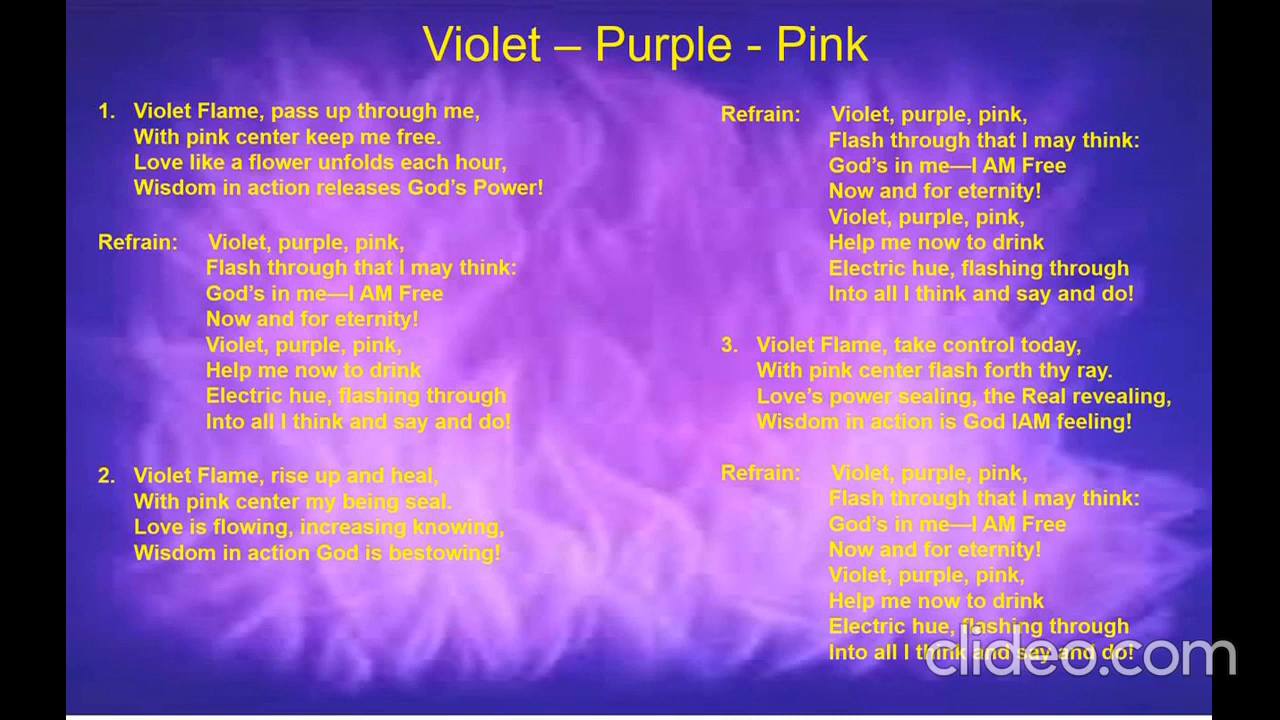 Violet – Purple - Pink
1. Violet Flame, pass up through me,
With pink center keep me free.
Love like a flower unfolds each hour,
Wisdom in action releases God's Power!
Refrain: Violet, purple, pink,
Flash through that I may think:
God's in me—I AM Free
Now and for eternity!
Violet, purple, pink,
Help me now to drink
Electric hue, flashing through
Into all I think and say and do!
2. Violet Flame, rise up and heal,
With pink center my being seal.
Love is flowing, increasing knowing,
Wisdom in action God is bestowing!
Refrain: Violet, purple, pink,
Flash through that I may think:
God's in me—I AM Free
Now and for eternity!
Violet, purple, pink,
Help me now to drink
Electric hue, flashing through
Into all I think and say and do!
3. Violet Flame, take control today,
With pink center flash forth thy ray.
Love's power sealing, the Real revealing,
Wisdom in action is God IAM feeling!
Refrain: Violet, purple, pink,
Flash through that I may think:
God's in me—I AM Free
Now and for eternity!
Violet, purple, pink,
Help me now to drink
Electric hue, flashing through
Into all I think and say and do!
clideo.com